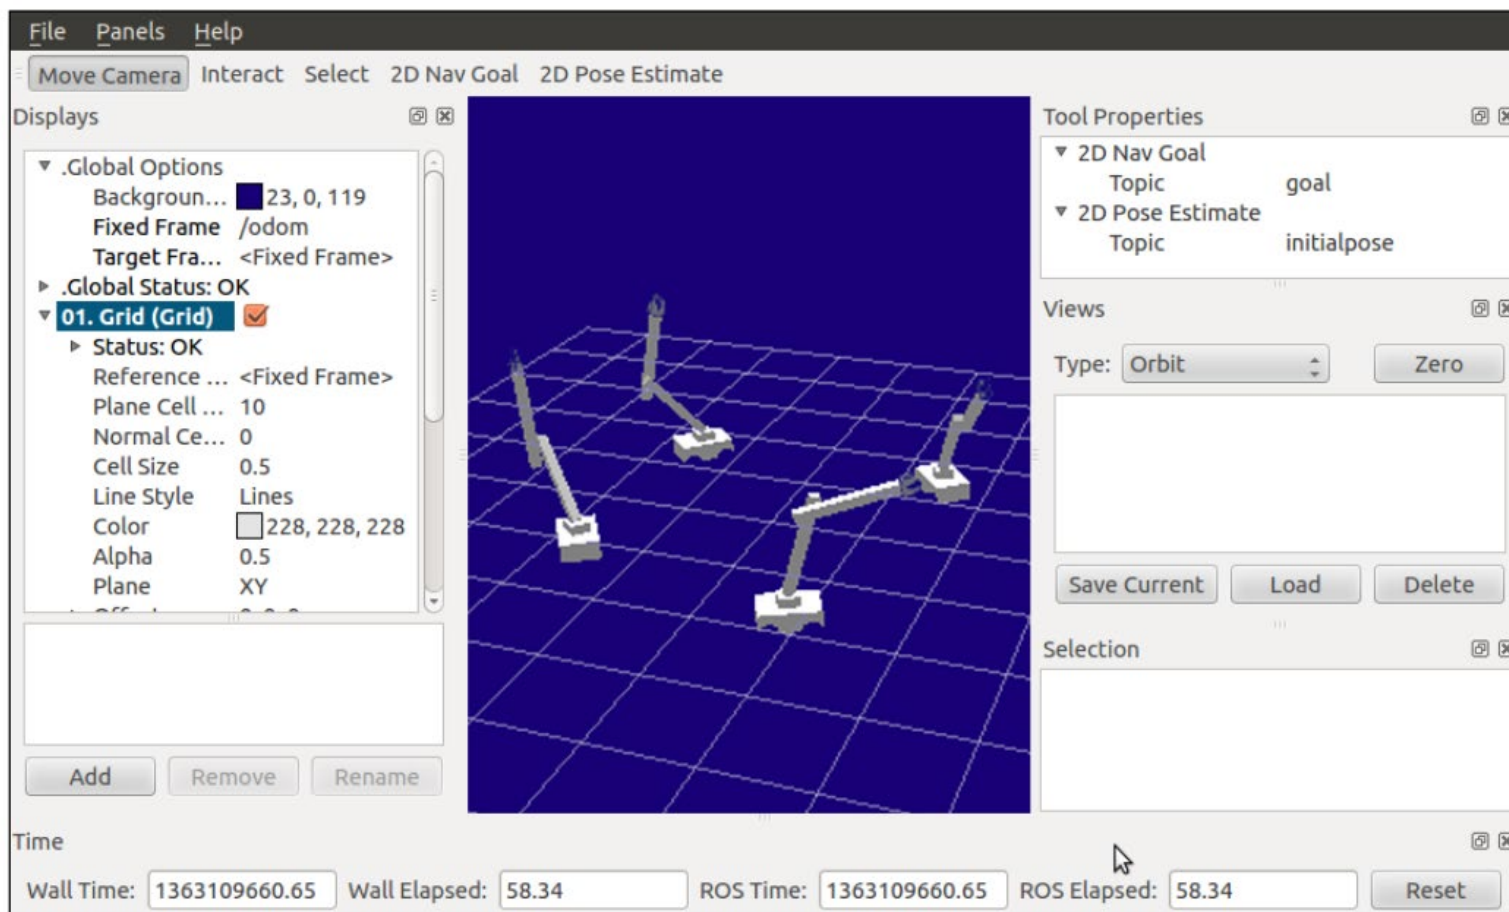 File Panels Help
Move Camera Interact Select 2D Nav Goal 2D Pose Estimate
Displays
.Global Options
Backgroun... 23, 0, 119
Fixed Frame /odom
Target Fra... <Fixed Frame>
.Global Status: OK
01. Grid (Grid)
Status: OK
Reference ... <Fixed Frame>
Plane Cell ... 10
Normal Ce... 0
Cell Size 0.5
Line Style Lines
Color 228, 228, 228
Alpha 0.5
Plane XY
Add Remove Rename
Tool Properties
2D Nav Goal
Topic goal
2D Pose Estimate
Topic initialpose
Views
Type: Orbit Zero
Save Current Load Delete
Selection
Time
Wall Time: 1363109660.65 Wall Elapsed: 58.34 ROS Time: 1363109660.65 ROS Elapsed: 58.34 Reset